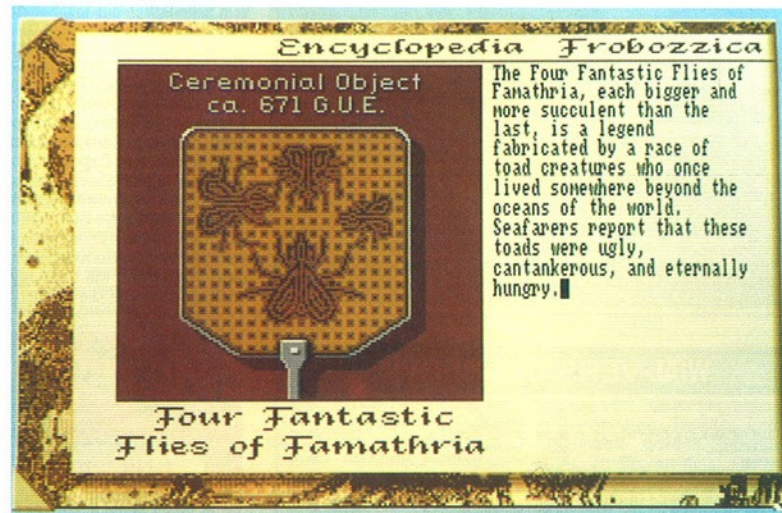 Encyclopedia Frobozzica
Ceremonial Object
ca. 671 G.U.E.
Four Fantastic
Flies of Famathria
The Four Fantastic Flies of
Famathria, each bigger and
more succulent than the
last, is a legend
fabricated by a race of
toad creatures who once
lived somewhere beyond the
oceans of the world.
Seafarers report that these
toads were ugly,
cantankerous, and eternally
hungry.